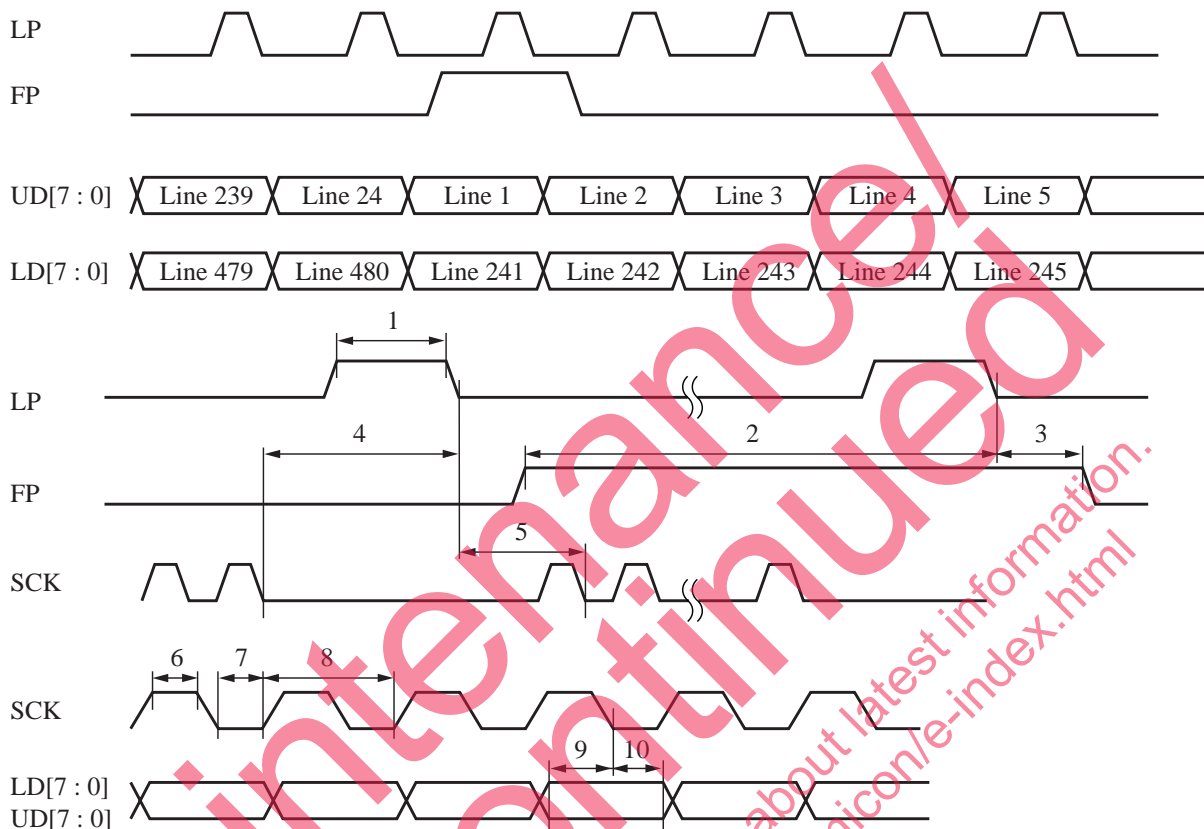 LP
FP
UD[7 : 0] Line 239 Line 24 Line 1 Line 2 Line 3 Line 4 Line 5
LD[7 : 0] Line 479 Line 480 Line 241 Line 242 Line 243 Line 244 Line 245
1
LP
4 2 3
FP
5
SCK
6 7 8
SCK
9 10
LD[7 : 0]
UD[7 : 0]
intenance/
ontinued
about latest information.
nicon/e-index.html